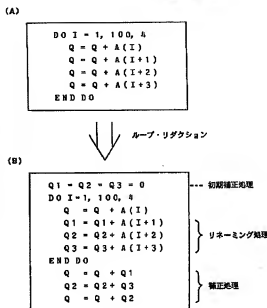 (A)
DO I = 1, 100, 4
Q = Q + A(I)
Q = Q + A(I+1)
Q = Q + A(I+2)
Q = Q + A(I+3)
END DO
ループ・リダクション
(B)
Q1 = Q2 = Q3 = 0 --- 初期補正処理
DO I=1, 100, 4
Q = Q + A(I)
Q1 = Q1+ A(I+1)
Q2 = Q2+ A(I+2) リネーミング処理
Q3 = Q3+ A(I+3)
END DO
Q = Q + Q1
Q2 = Q2+ Q3 補正処理
Q = Q + Q2